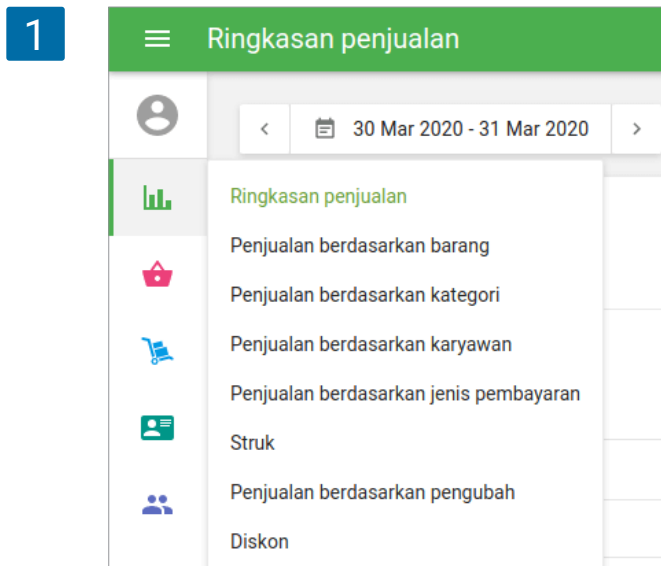 1
Ringkasan penjualan
30 Mar 2020 - 31 Mar 2020
Ringkasan penjualan
Penjualan berdasarkan barang
Penjualan berdasarkan kategori
Penjualan berdasarkan karyawan
Penjualan berdasarkan jenis pembayaran
Struk
Penjualan berdasarkan pengubah
Diskon